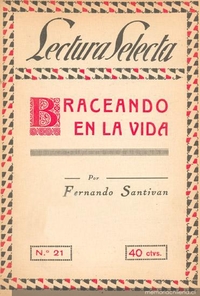 Lectura Selecta
BRACEANDO
EN LA VIDA
Por
Fernando Santivan
N.° 21
40 ctvs.